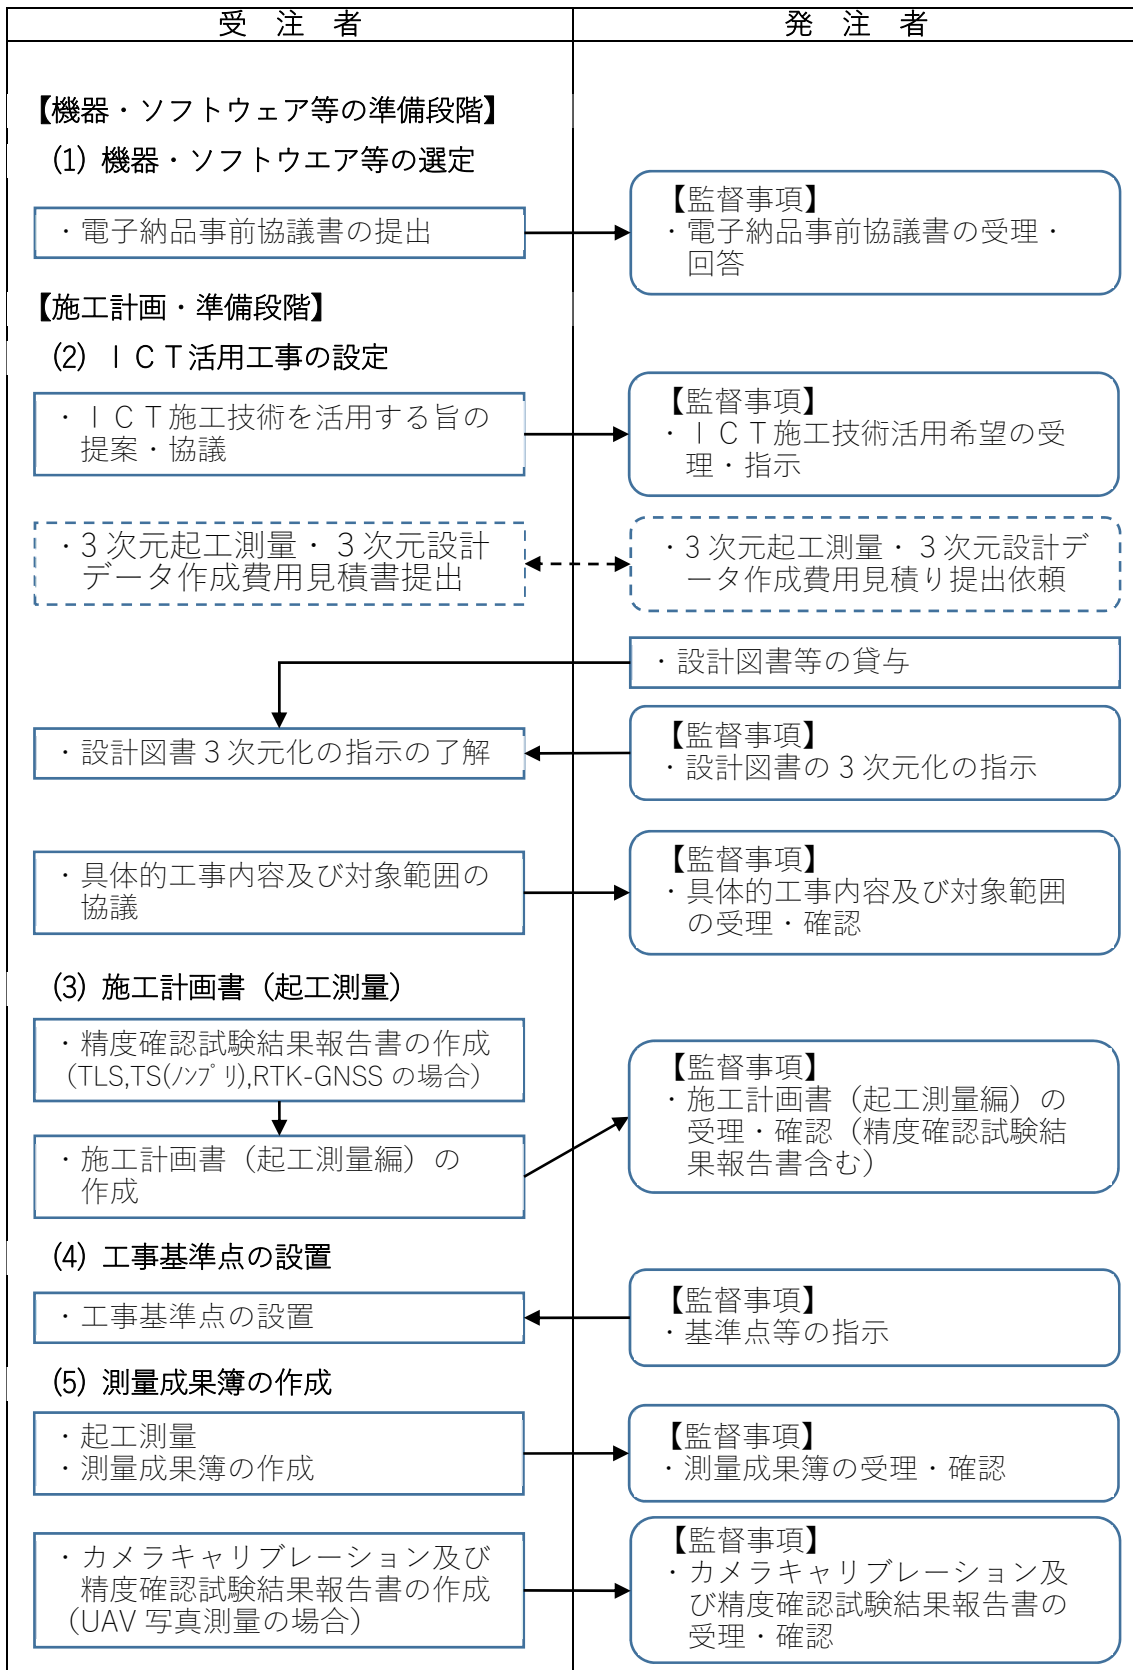 受　注　者
発　注　者
【機器・ソフトウェア等の準備段階】
(1) 機器・ソフトウエア等の選定
・電子納品事前協議書の提出
【監督事項】
・電子納品事前協議書の受理・
回答
【施工計画・準備段階】
(2) ＩＣＴ活用工事の設定
・ＩＣＴ施工技術を活用する旨の
提案・協議
【監督事項】
・ＩＣＴ施工技術活用希望の受
理・指示
・3 次元起工測量・３次元設計
データ作成費用見積書提出
・3 次元起工測量・３次元設計デ
ータ作成費用見積り提出依頼
・設計図書等の貸与
・設計図書３次元化の指示の了解
【監督事項】
・設計図書の３次元化の指示
・具体的工事内容及び対象範囲の
協議
【監督事項】
・具体的工事内容及び対象範囲
の受理・確認
(3) 施工計画書（起工測量）
・精度確認試験結果報告書の作成
(TLS,TS(ﾉﾝﾌﾟﾘ),RTK-GNSS の場合)
・施工計画書（起工測量編）の
作成
【監督事項】
・施工計画書（起工測量編）の
受理・確認（精度確認試験結
果報告書含む）
(4) 工事基準点の設置
・工事基準点の設置
【監督事項】
・基準点等の指示
(5) 測量成果簿の作成
・起工測量
・測量成果簿の作成
【監督事項】
・測量成果簿の受理・確認
・カメラキャリブレーション及び
精度確認試験結果報告書の作成
（UAV 写真測量の場合）
【監督事項】
・カメラキャリブレーション及
び精度確認試験結果報告書の
受理・確認